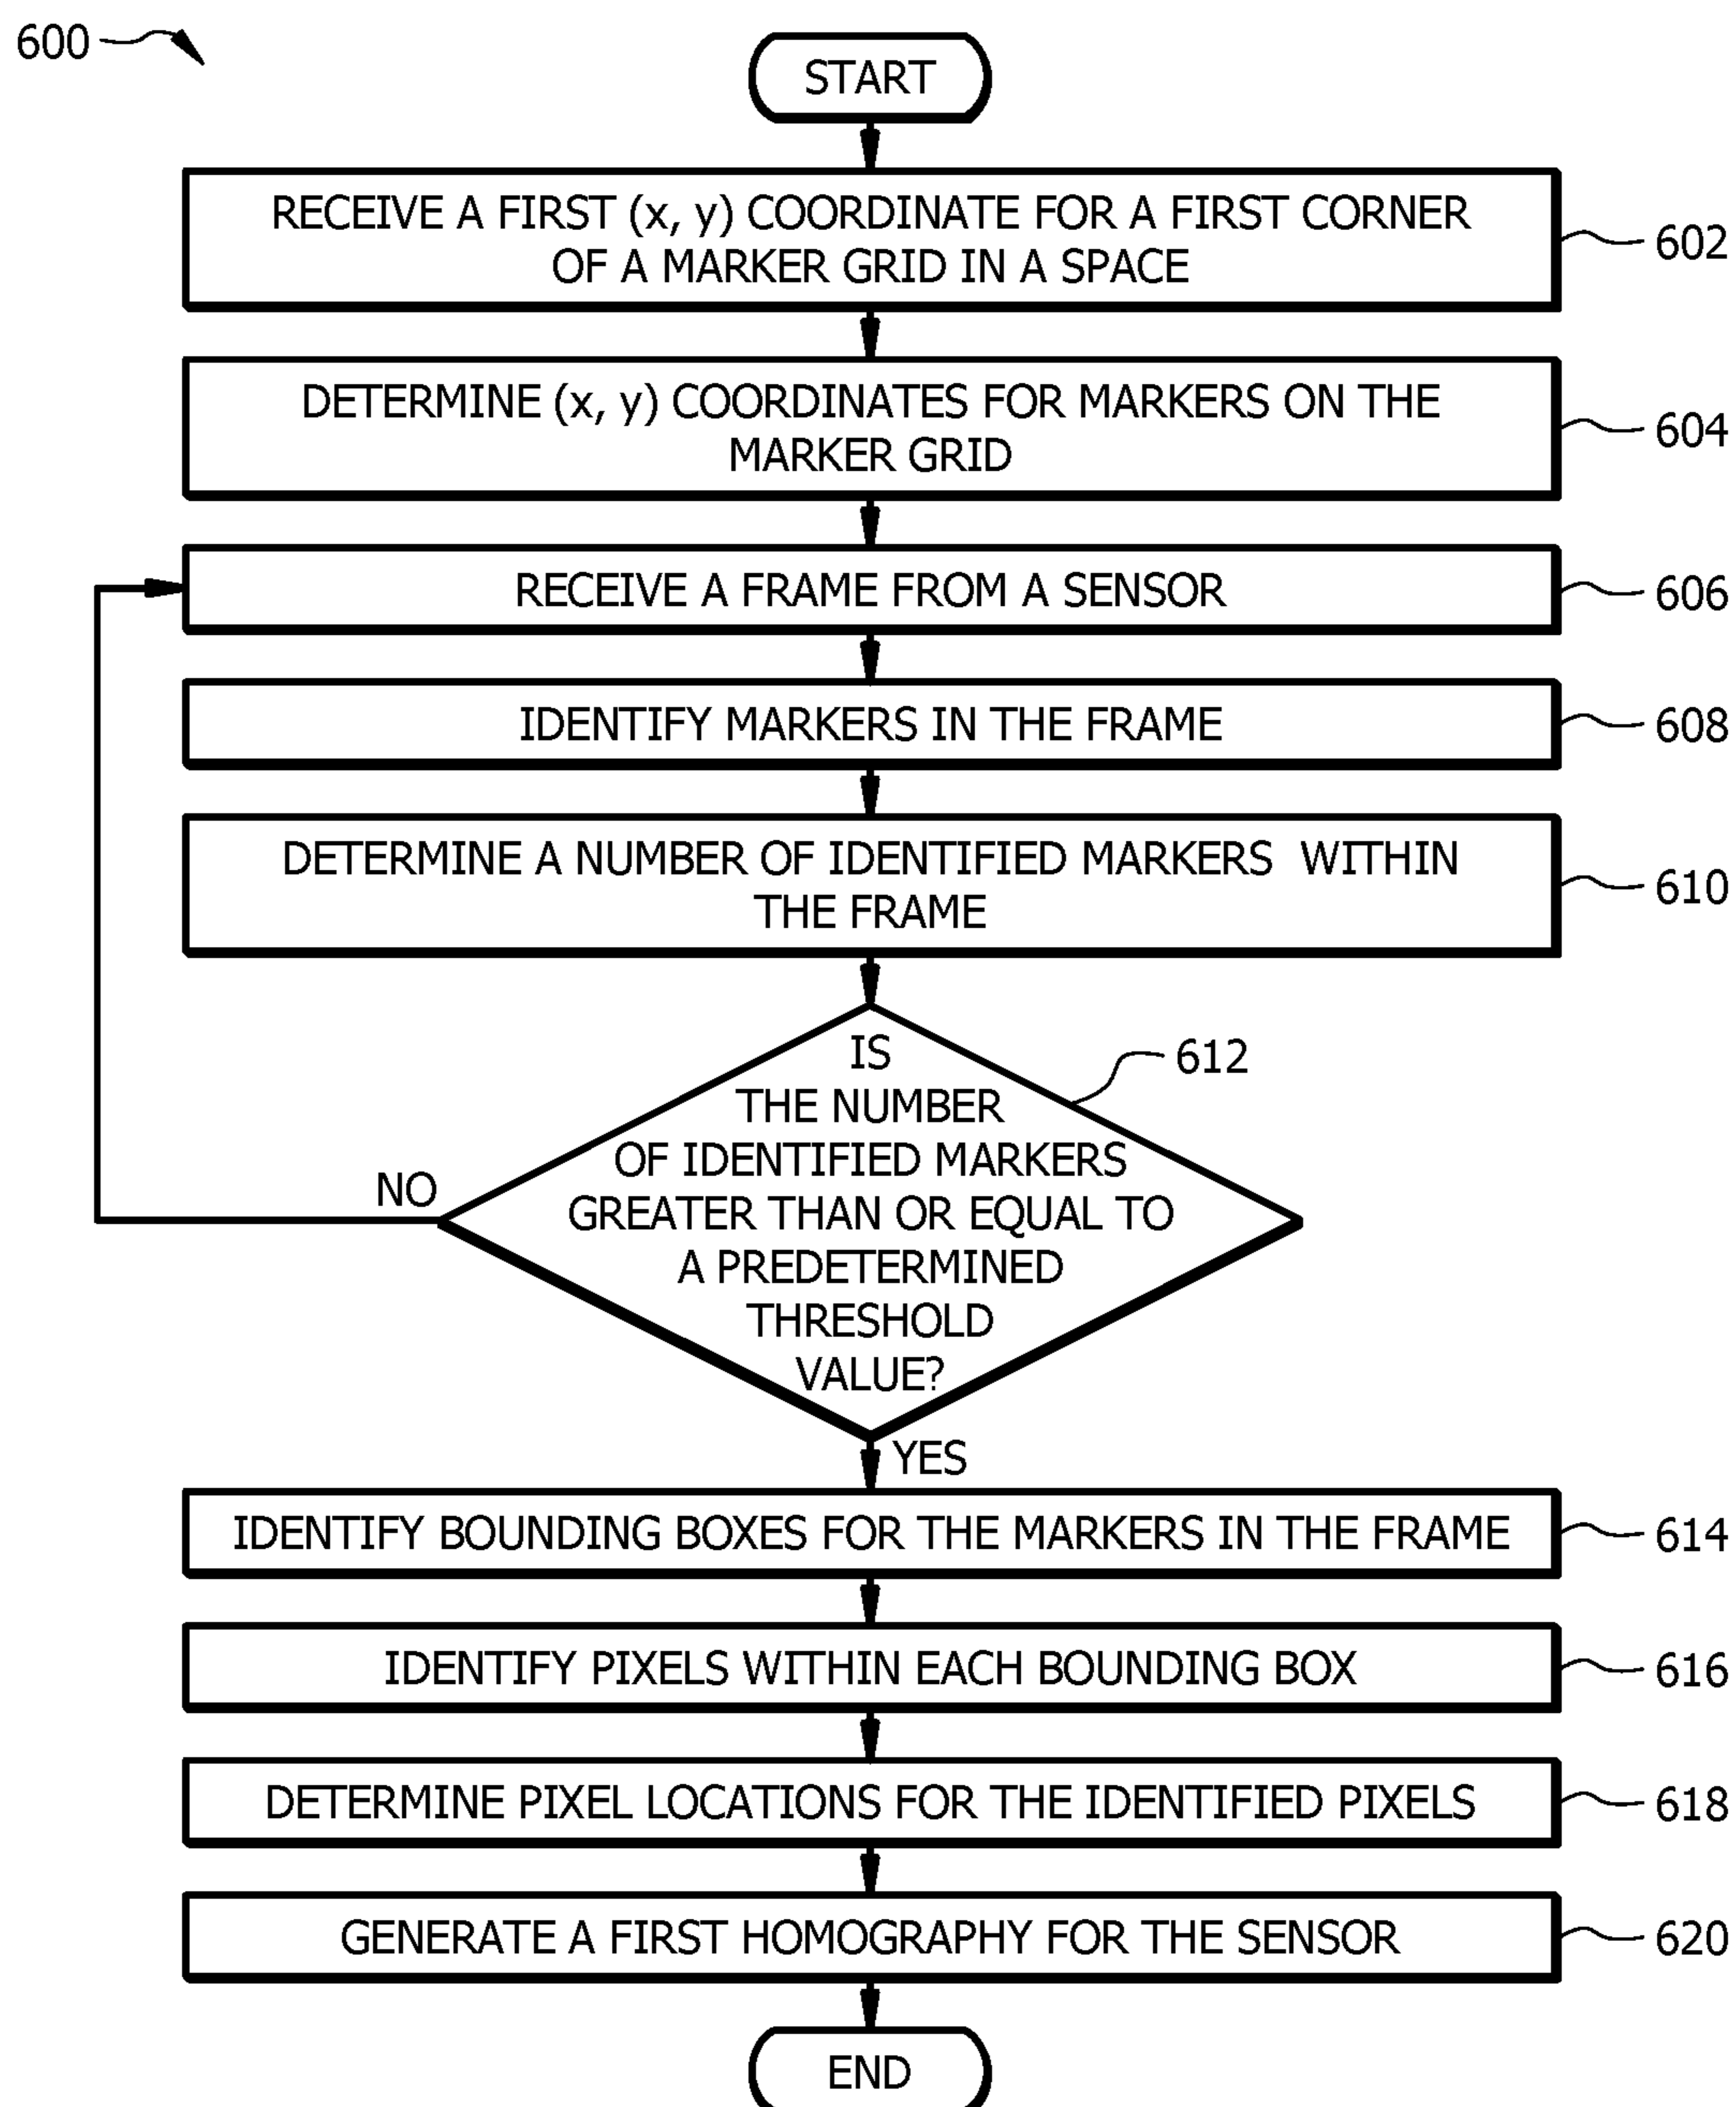 600
START
RECEIVE A FIRST (x, y) COORDINATE FOR A FIRST CORNER
OF A MARKER GRID IN A SPACE
602
DETERMINE (x, y) COORDINATES FOR MARKERS ON THE
MARKER GRID
604
RECEIVE A FRAME FROM A SENSOR
606
IDENTIFY MARKERS IN THE FRAME
608
DETERMINE A NUMBER OF IDENTIFIED MARKERS WITHIN
THE FRAME
610
IS
THE NUMBER
OF IDENTIFIED MARKERS
GREATER THAN OR EQUAL TO
A PREDETERMINED
THRESHOLD
VALUE?
612
NO
YES
IDENTIFY BOUNDING BOXES FOR THE MARKERS IN THE FRAME
614
IDENTIFY PIXELS WITHIN EACH BOUNDING BOX
616
DETERMINE PIXEL LOCATIONS FOR THE IDENTIFIED PIXELS
618
GENERATE A FIRST HOMOGRAPHY FOR THE SENSOR
620
END